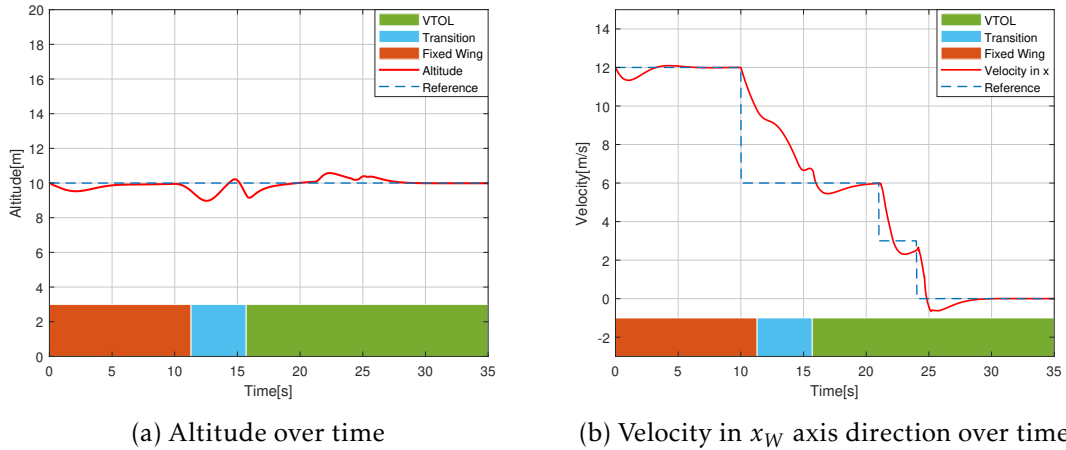 20
18
16
14
12
10
8
6
4
2
0
Altitude[m]
0 5 10 15 20 25 30 35
Time[s]
VTOL
Transition
Fixed Wing
Altitude
Reference
(a) Altitude over time
14
12
10
8
6
4
2
0
-2
Velocity[m/s]
0 5 10 15 20 25 30 35
Time[s]
VTOL
Transition
Fixed Wing
Velocity in x
Reference
(b) Velocity in x_W axis direction over time